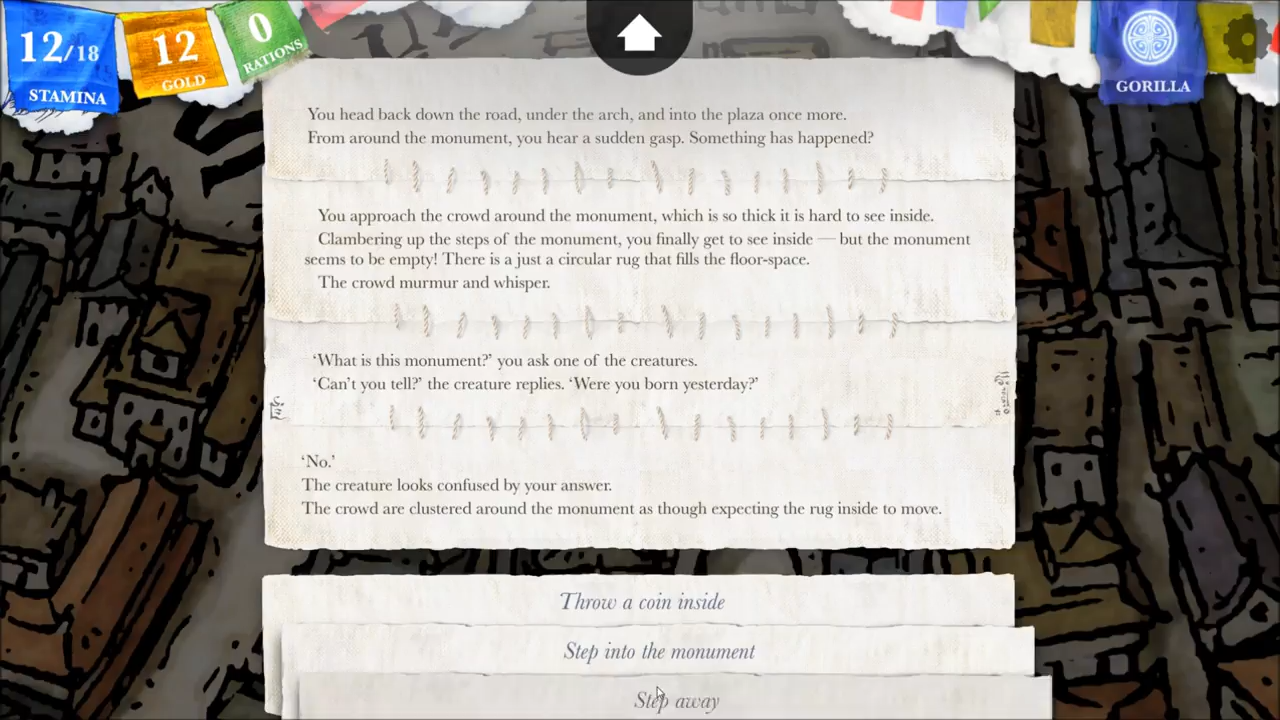 12/18
STAMINA
12
GOLD
0
RATIONS
GORILLA
You head back down the road, under the arch, and into the plaza once more.
From around the monument, you hear a sudden gasp. Something has happened?
You approach the crowd around the monument, which is so thick it is hard to see inside.
Clambering up the steps of the monument, you finally get to see inside — but the monument
seems to be empty! There is a just a circular rug that fills the floor-space.
The crowd murmur and whisper.
‘What is this monument?’ you ask one of the creatures.
‘Can’t you tell?’ the creature replies. ‘Were you born yesterday?’
‘No.’
The creature looks confused by your answer.
The crowd are clustered around the monument as though expecting the rug inside to move.
Throw a coin inside
Step into the monument
Step away